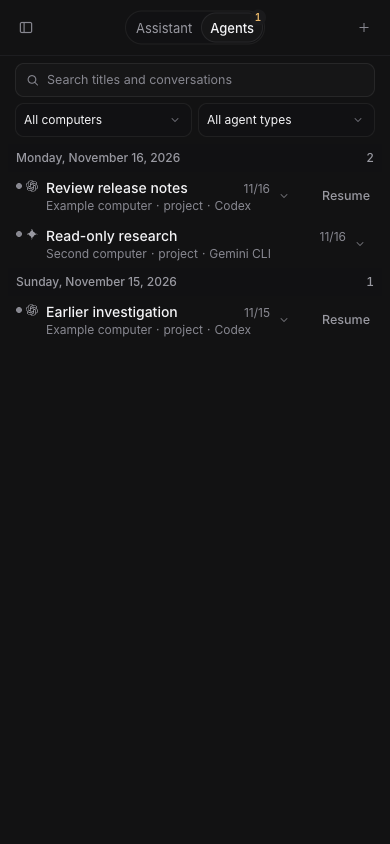 Assistant
Agents
1
Search titles and conversations
All computers
All agent types
Monday, November 16, 2026
2
Review release notes
11/16
Resume
Example computer · project · Codex
Read-only research
11/16
Second computer · project · Gemini CLI
Sunday, November 15, 2026
1
Earlier investigation
11/15
Resume
Example computer · project · Codex